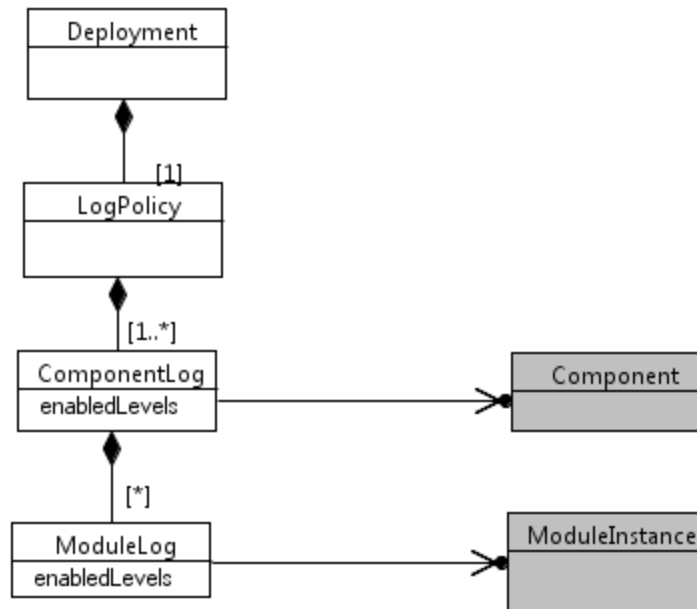 Deployment
[1]
LogPolicy
[1..*]
ComponentLog
enabledLevels
Component
[*]
ModuleLog
enabledLevels
ModuleInstance